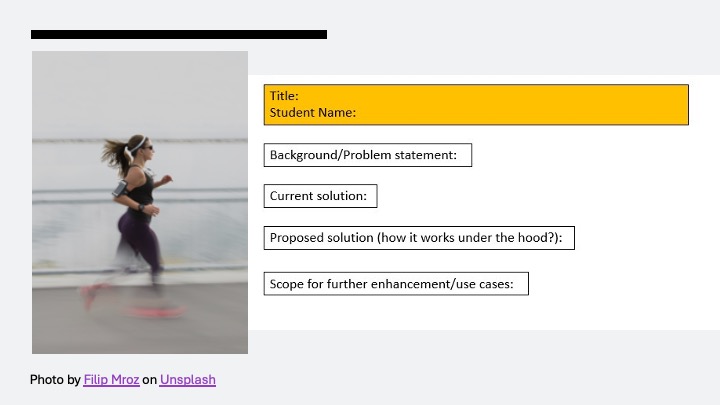 Title:
Student Name:
Background/Problem statement:
Current solution:
Proposed solution (how it works under the hood?):
Scope for further enhancement/use cases:
Photo by Filip Mroz on Unsplash